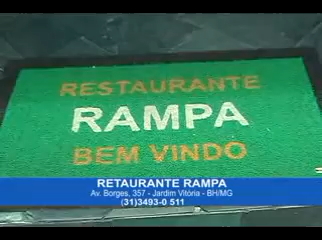 RESTAURANTE
RAMPA
BEM VINDO
RETAURANTE RAMPA
Av. Borges, 357 - Jardim Vitória - BH/MG
(31)3493-0 511